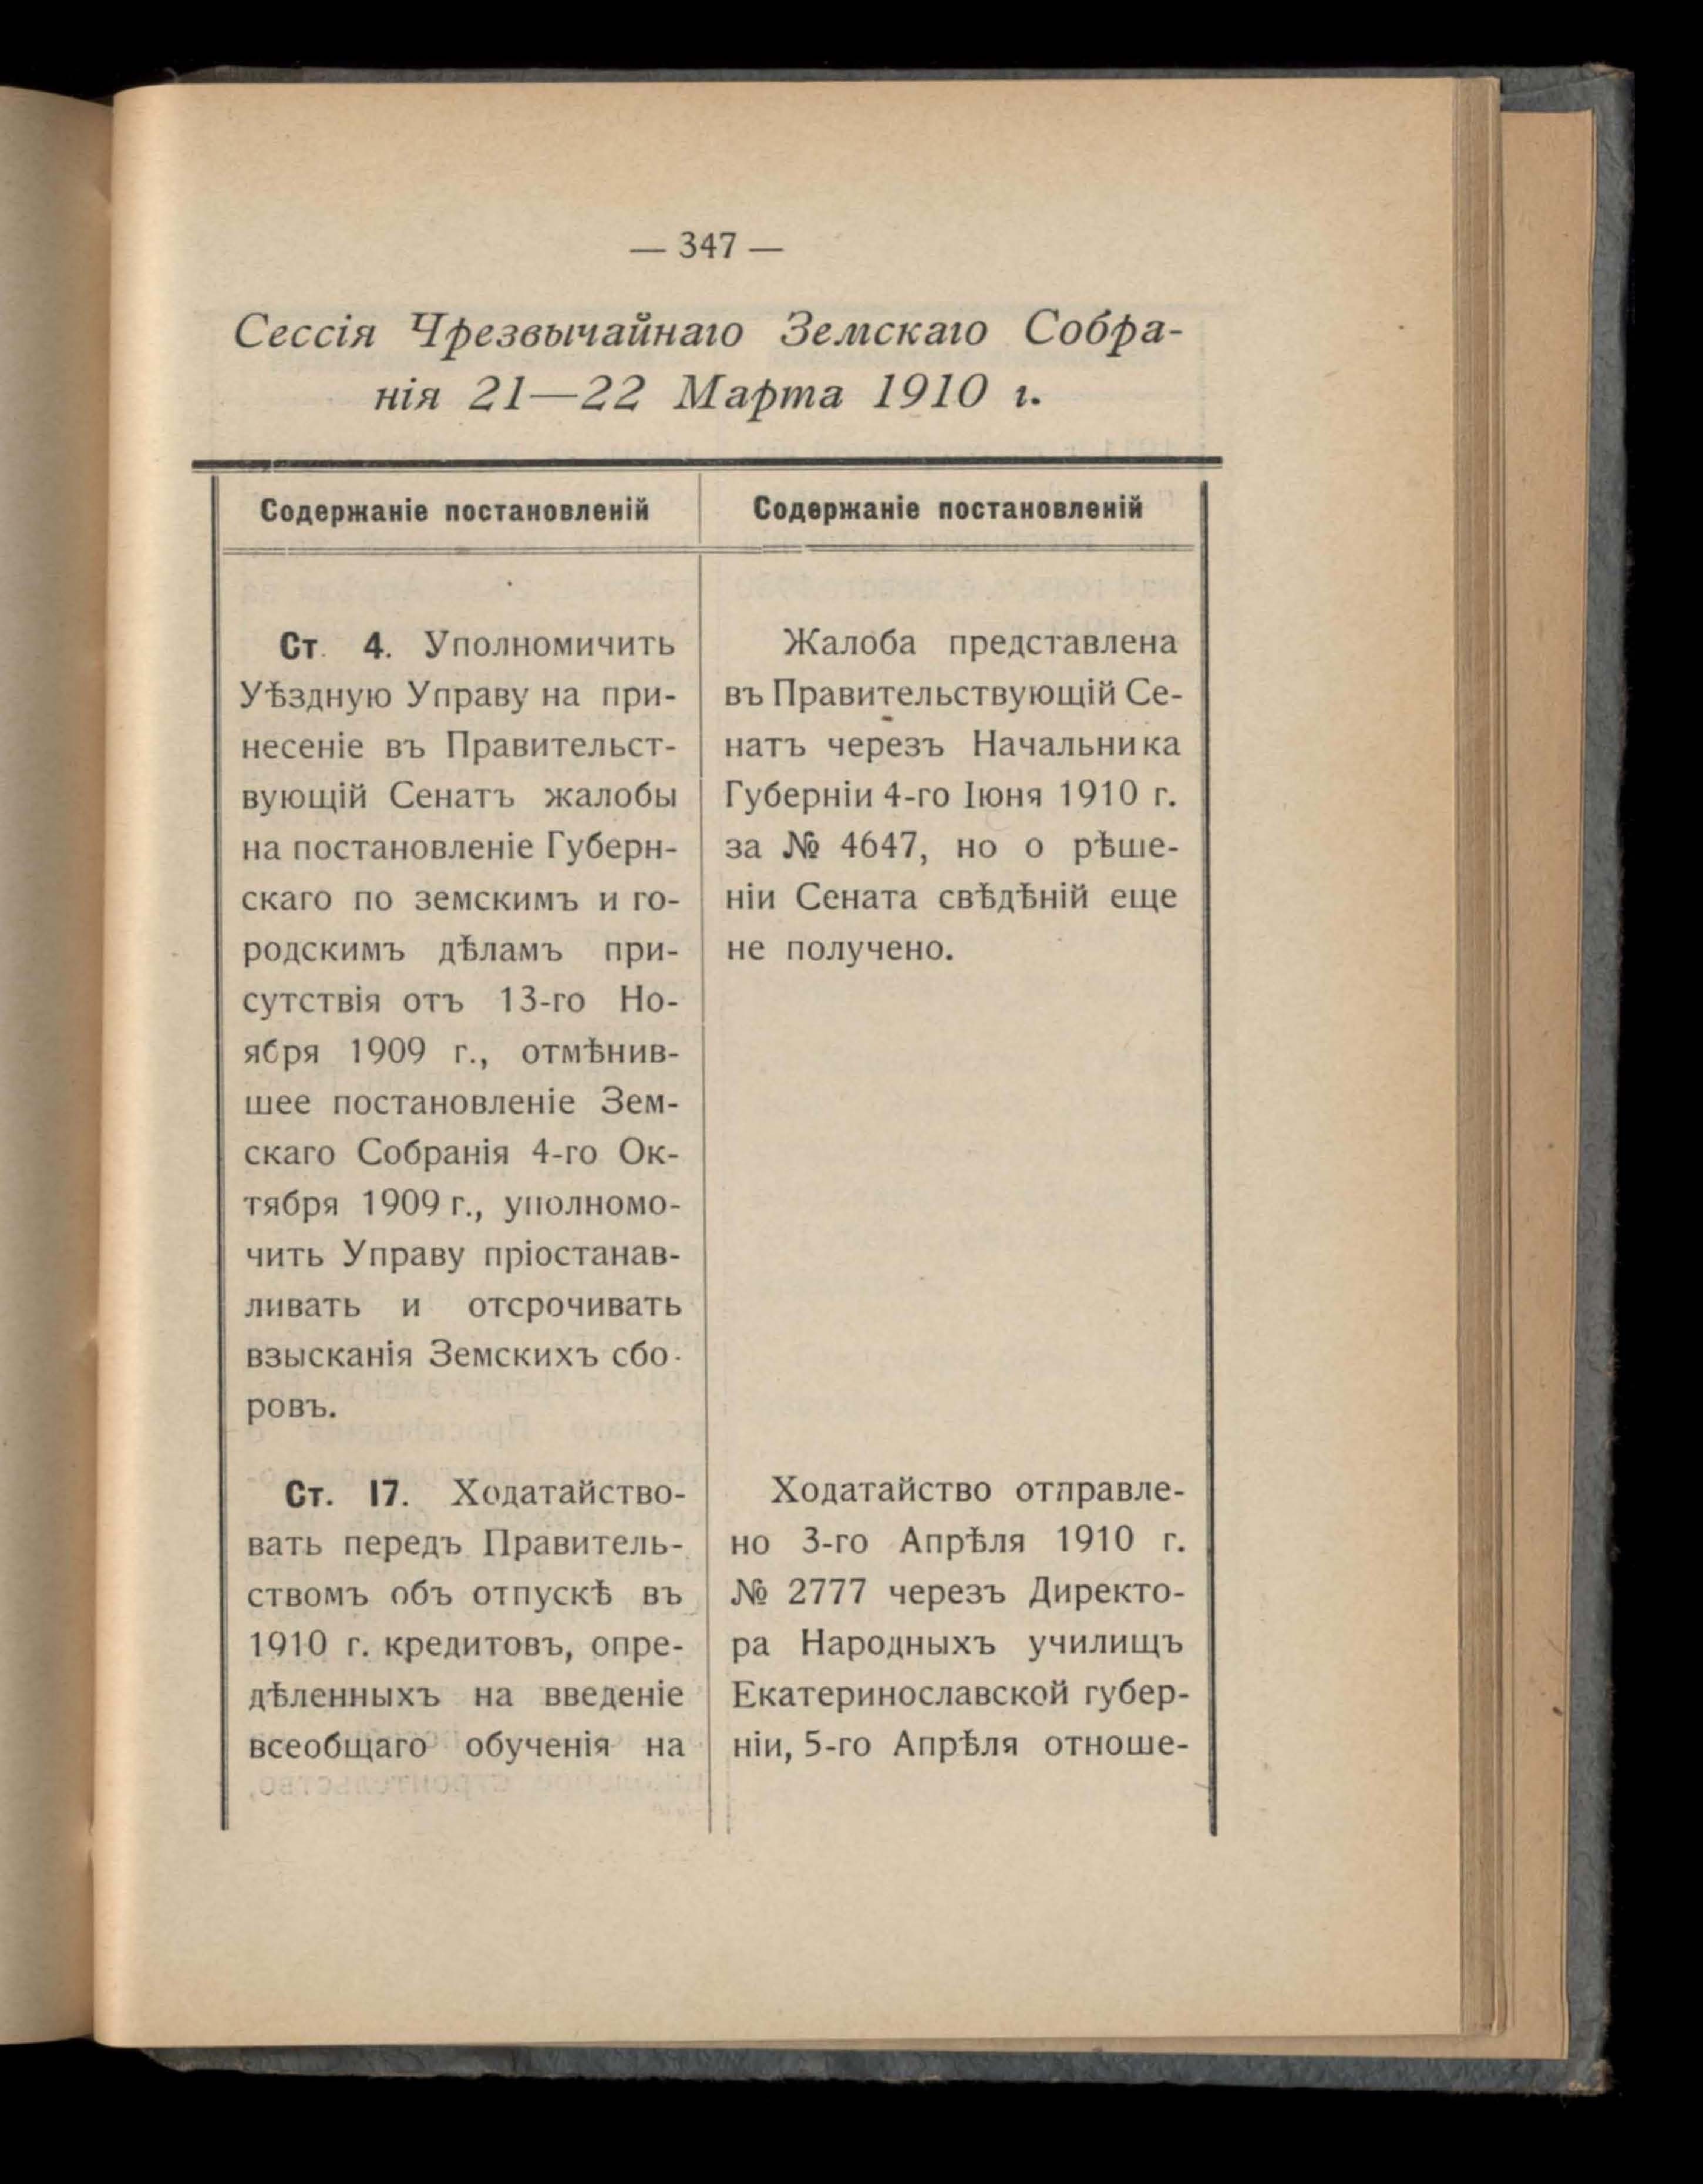 — 347 —
Сессія Чрезвычайнаго Земскаго Собра-
нія 21—22 Марта 1910 г.
Содержаніе постановленій
Ст. 4. Уполномичить
Уѣздную Управу на при-
несеніе въ Правительст-
вующій Сенатъ жалобы
на постановленіе Губерн-
скаго по земскимъ и го-
родскимъ дѣламъ при-
сутствія отъ 13-го Но-
ября 1909 г., отмѣнив-
шее постановленіе Зем-
скаго Собранія 4-го Ок-
тября 1909 г., уполномо-
чить Управу пріостанав-
ливать и отсрочивать
взысканія Земскихъ сбо-
ровъ.
Ст. 17. Ходатайство-
вать передъ Правитель-
ствомъ объ отпускѣ въ
1910 г. кредитовъ, опре-
дѣленныхъ на введеніе
всеобщаго обученія на
Содержаніе постановленій
Жалоба представлена
въ Правительствующій Се-
натъ черезъ Начальника
Губерніи 4-го Іюня 1910 г.
за № 4647, но о рѣше-
ніи Сената свѣдѣній еще
не получено.
Ходатайство отправле-
но 3-го Апрѣля 1910 г.
№ 2777 черезъ Директо-
ра Народныхъ училищъ
Екатеринославской губер-
ніи, 5-го Апрѣля отноше-